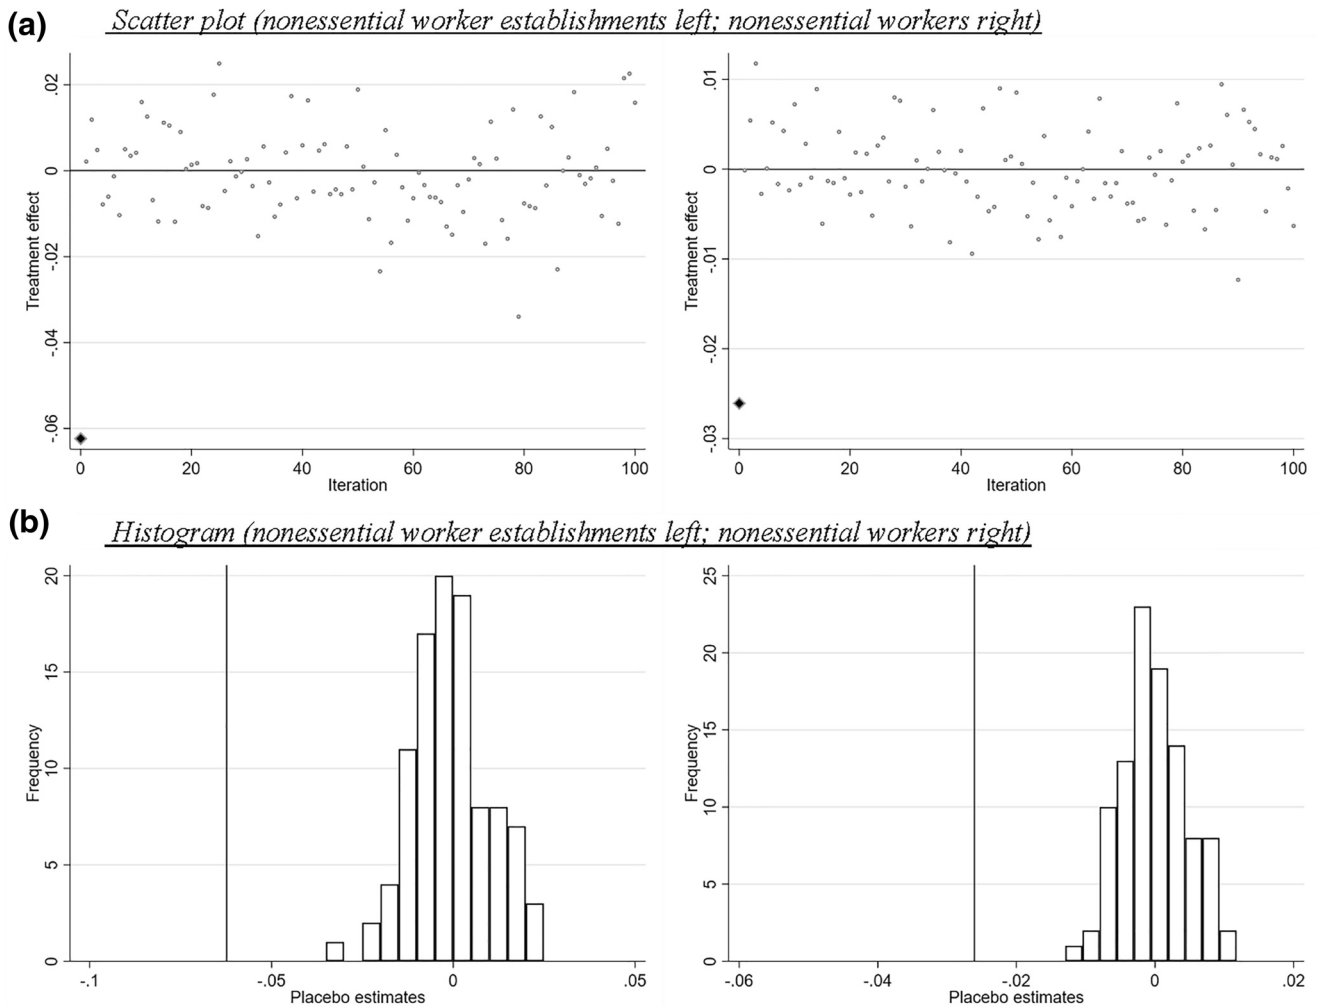 (a) Scatter plot (nonessential worker establishments left; nonessential workers right)
.02
0
-.02
-.04
-.06
Treatment effect
0 20 40 60 80 100
Iteration
.01
0
-.01
-.02
-.03
Treatment effect
0 20 40 60 80 100
Iteration
(b) Histogram (nonessential worker establishments left; nonessential workers right)
20
15
10
5
0
Frequency
-.1 -.05 0 .05
Placebo estimates
25
20
15
10
5
0
Frequency
-.06 -.04 -.02 0 .02
Placebo estimates